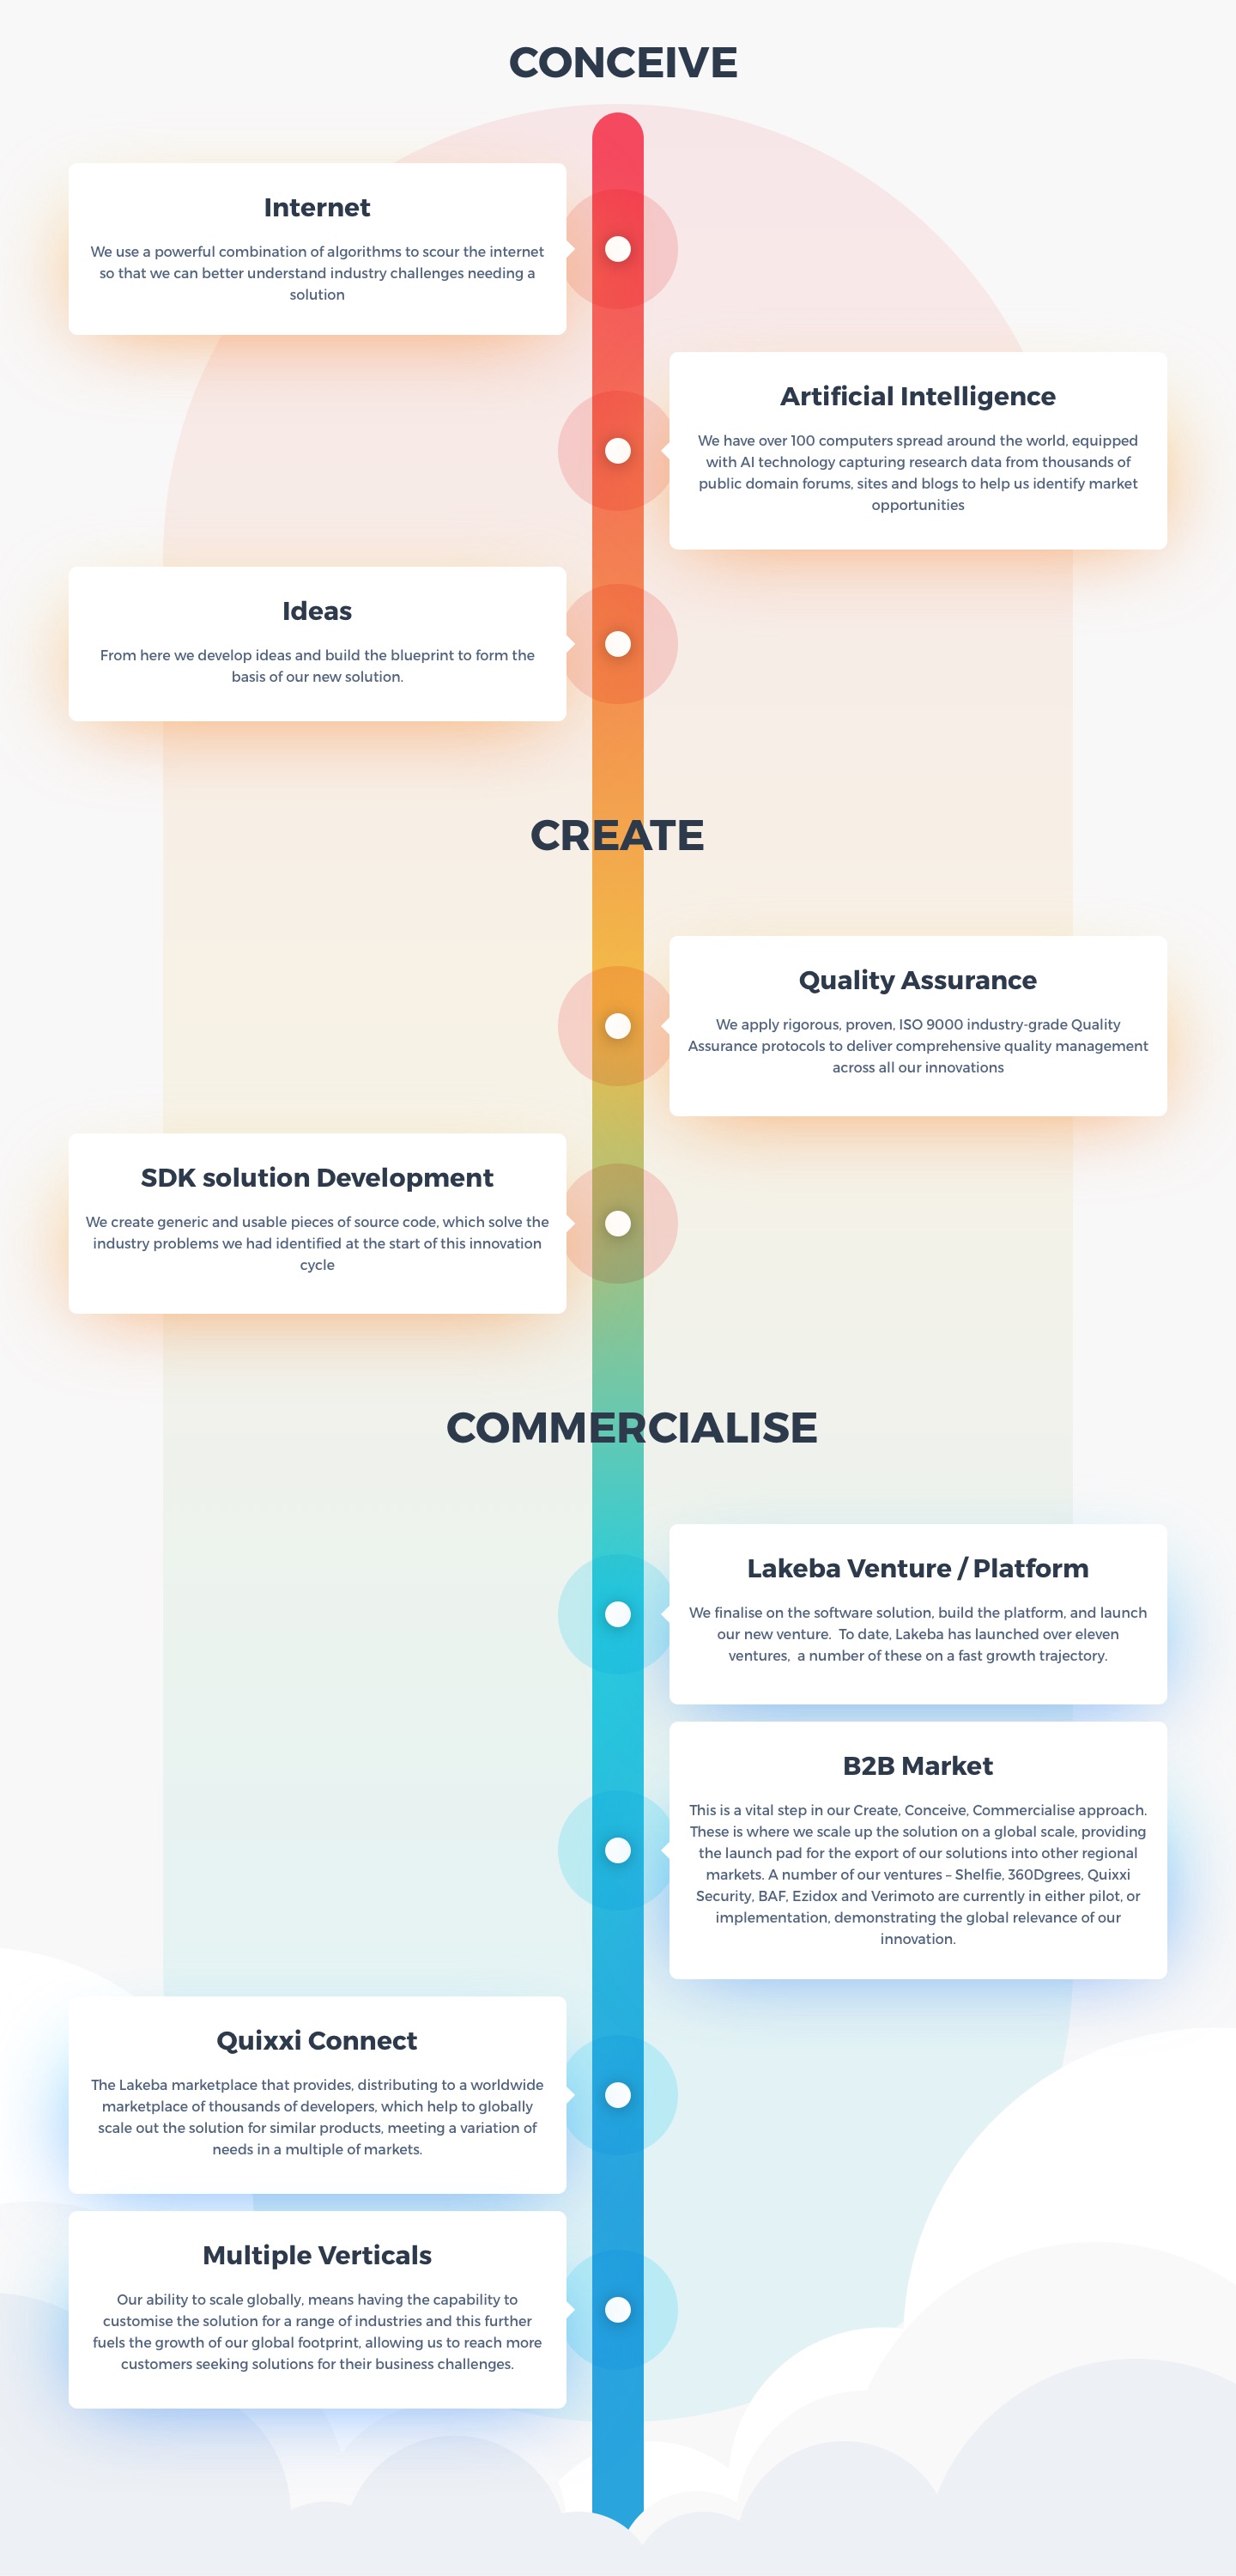 CONCEIVE
Internet
We use a powerful combination of algorithms to scour the internet
so that we can better understand industry challenges needing a
solution
Artificial Intelligence
We have over 100 computers spread around the world, equipped
with AI technology capturing research data from thousands of
public domain forums, sites and blogs to help us identify market
opportunities
Ideas
From here we develop ideas and build the blueprint to form the
basis of our new solution.
CREATE
Quality Assurance
We apply rigorous, proven, ISO 9000 industry-grade Quality
Assurance protocols to deliver comprehensive quality management
across all our innovations
SDK solution Development
We create generic and usable pieces of source code, which solve the
industry problems we had identified at the start of this innovation
cycle
COMMERCIALISE
Lakeba Venture / Platform
We finalise on the software solution, build the platform, and launch
our new venture.  To date, Lakeba has launched over eleven
ventures,  a number of these on a fast growth trajectory.
B2B Market
This is a vital step in our Create, Conceive, Commercialise approach.
These is where we scale up the solution on a global scale, providing
the launch pad for the export of our solutions into other regional
markets. A number of our ventures – Shelfie, 360Dgrees, Quixxi
Security, BAF, Ezidox and Verimoto are currently in either pilot, or
implementation, demonstrating the global relevance of our
innovation.
Quixxi Connect
The Lakeba marketplace that provides, distributing to a worldwide
marketplace of thousands of developers, which help to globally
scale out the solution for similar products, meeting a variation of
needs in a multiple of markets.
Multiple Verticals
Our ability to scale globally, means having the capability to
customise the solution for a range of industries and this further
fuels the growth of our global footprint, allowing us to reach more
customers seeking solutions for their business challenges.